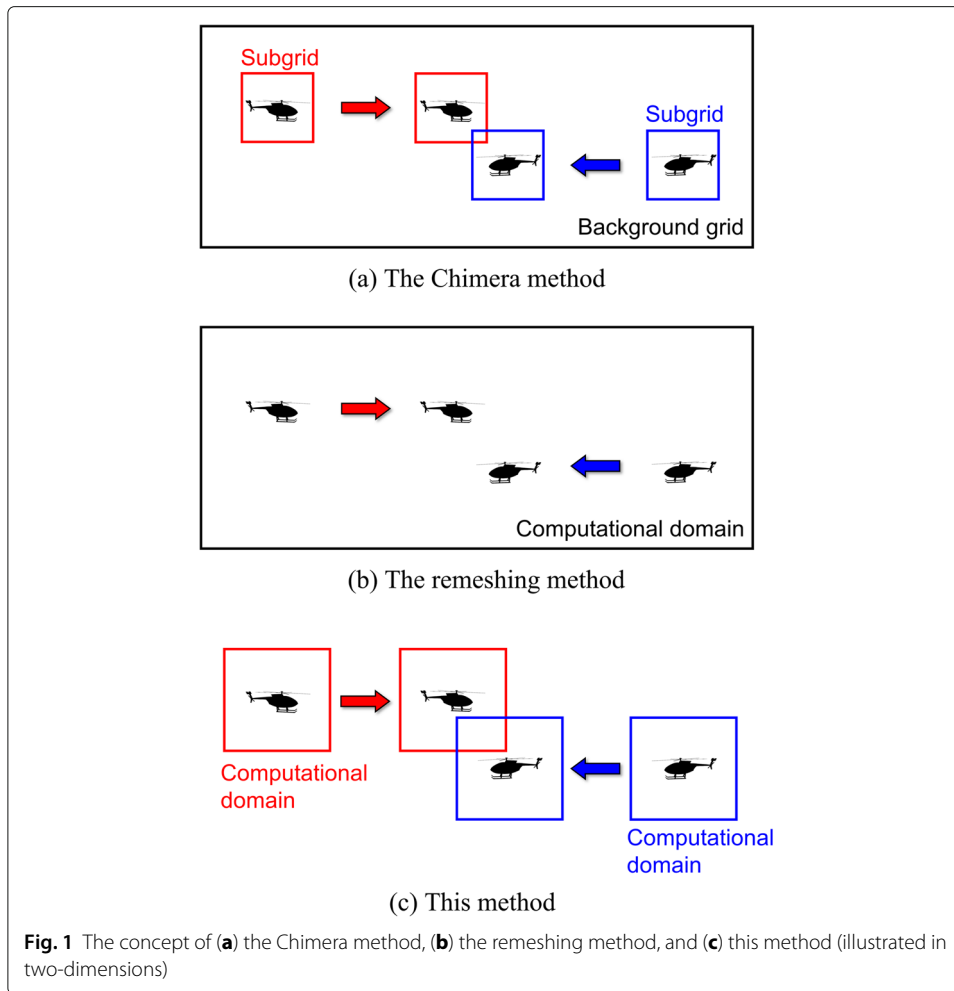 Subgrid
Subgrid
Background grid
(a) The Chimera method
Computational domain
(b) The remeshing method
Computational
domain
Computational
domain
(c) This method
Fig. 1 The concept of (a) the Chimera method, (b) the remeshing method, and (c) this method (illustrated in
two-dimensions)